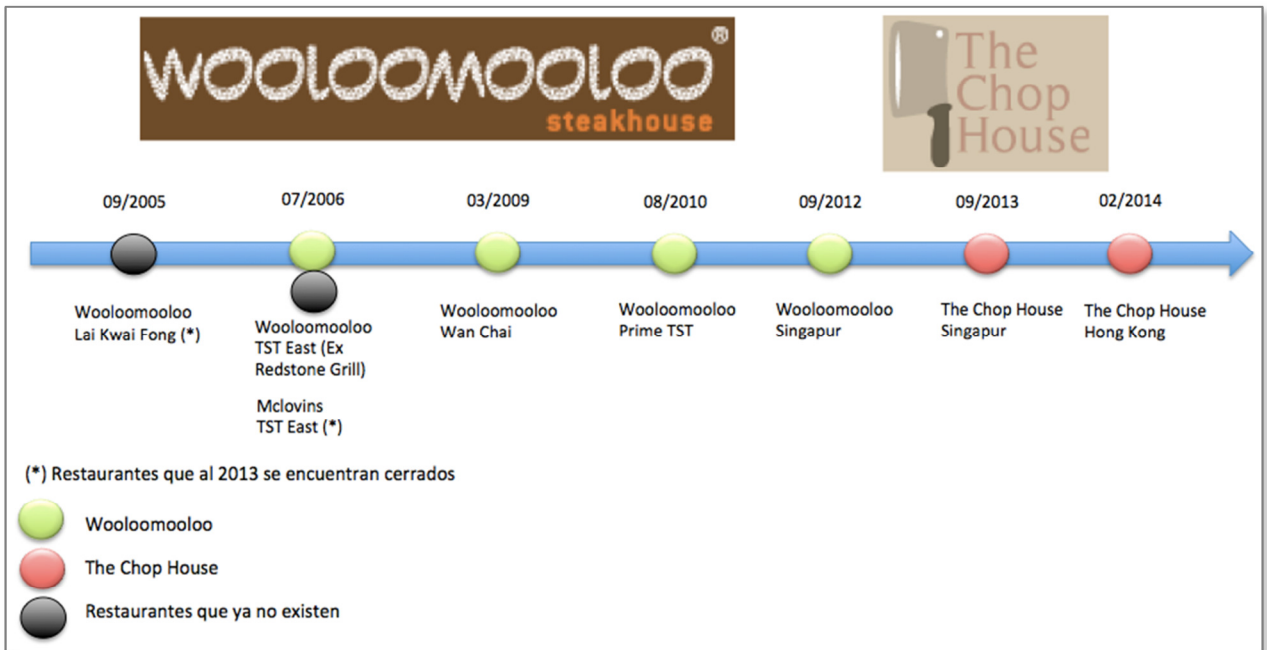 WOOLOOMOOLOO®
steakhouse
The
Chop
House
09/2005
07/2006
03/2009
08/2010
09/2012
09/2013
02/2014
Wooloomooloo
Lai Kwai Fong (*)
Wooloomooloo
TST East (Ex
Redstone Grill)
Mclovins
TST East (*)
Wooloomooloo
Wan Chai
Wooloomooloo
Prime TST
Wooloomooloo
Singapur
The Chop House
Singapur
The Chop House
Hong Kong
(*) Restaurantes que al 2013 se encuentran cerrados
Wooloomooloo
The Chop House
Restaurantes que ya no existen